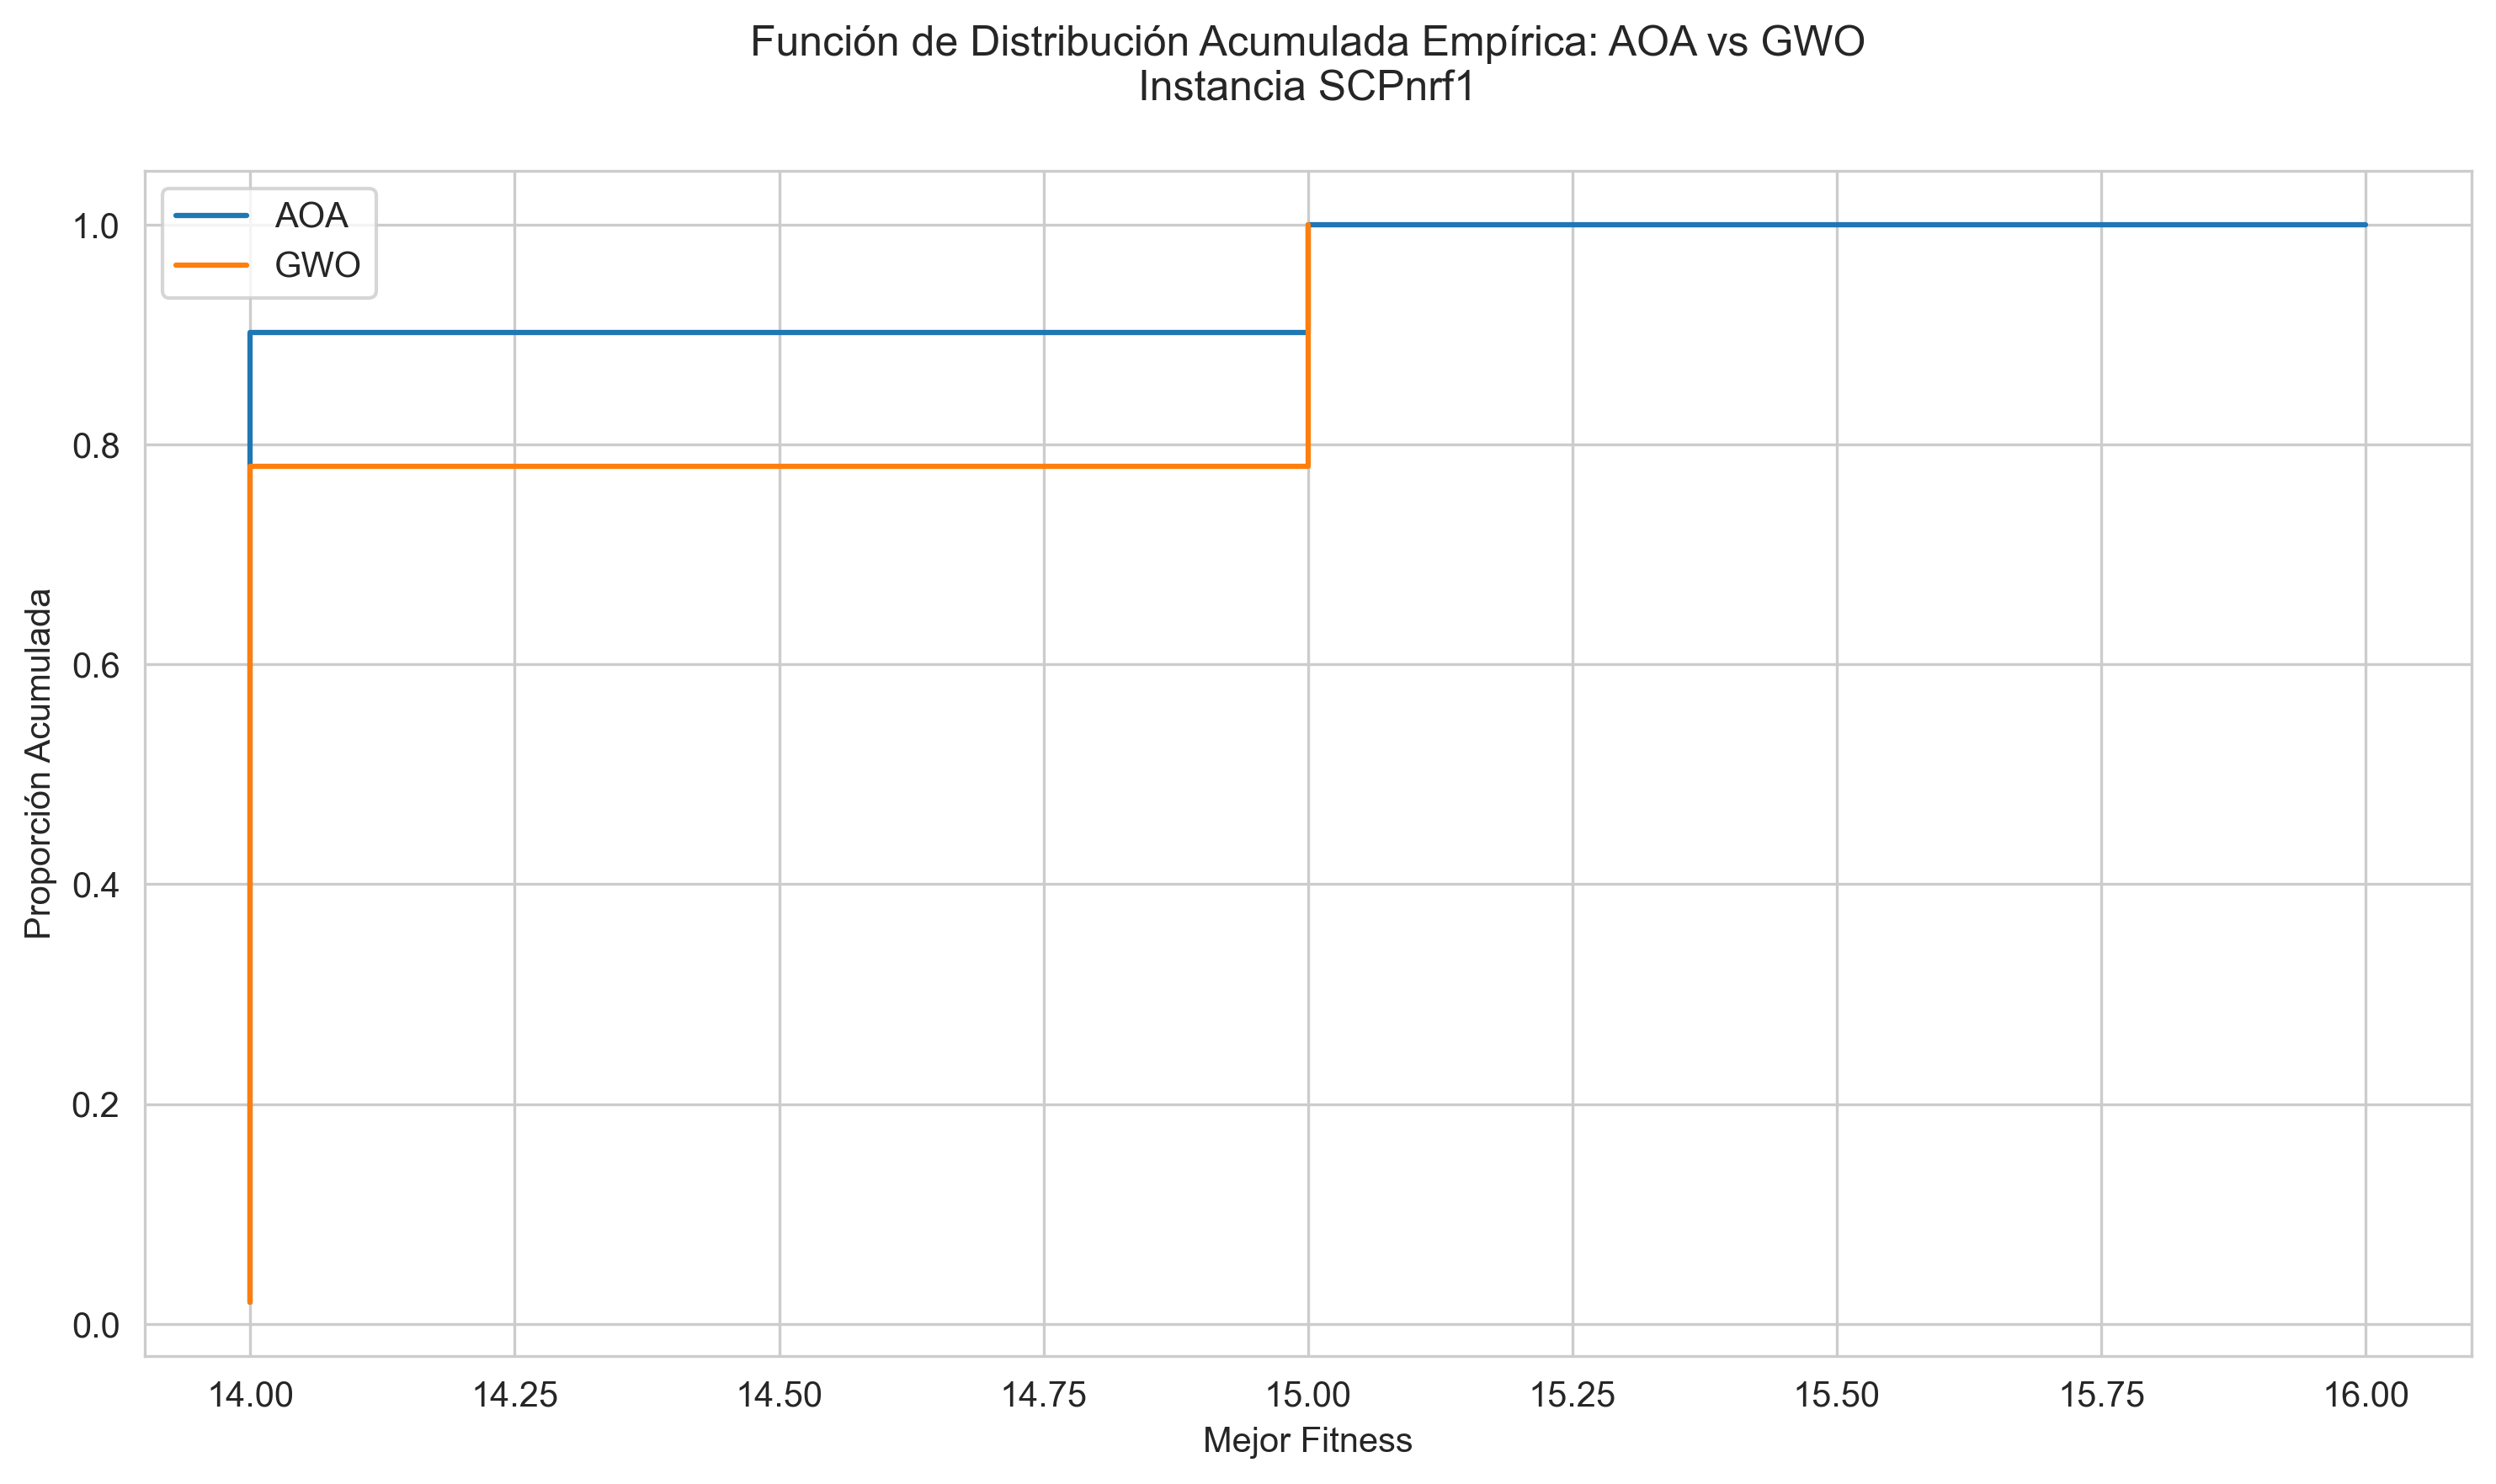 Función de Distribución Acumulada Empírica: AOA vs GWO
Instancia SCPnrf1
AOA
GWO
Proporción Acumulada
1.0
0.8
0.6
0.4
0.2
0.0
14.00
14.25
14.50
14.75
15.00
15.25
15.50
15.75
16.00
Mejor Fitness